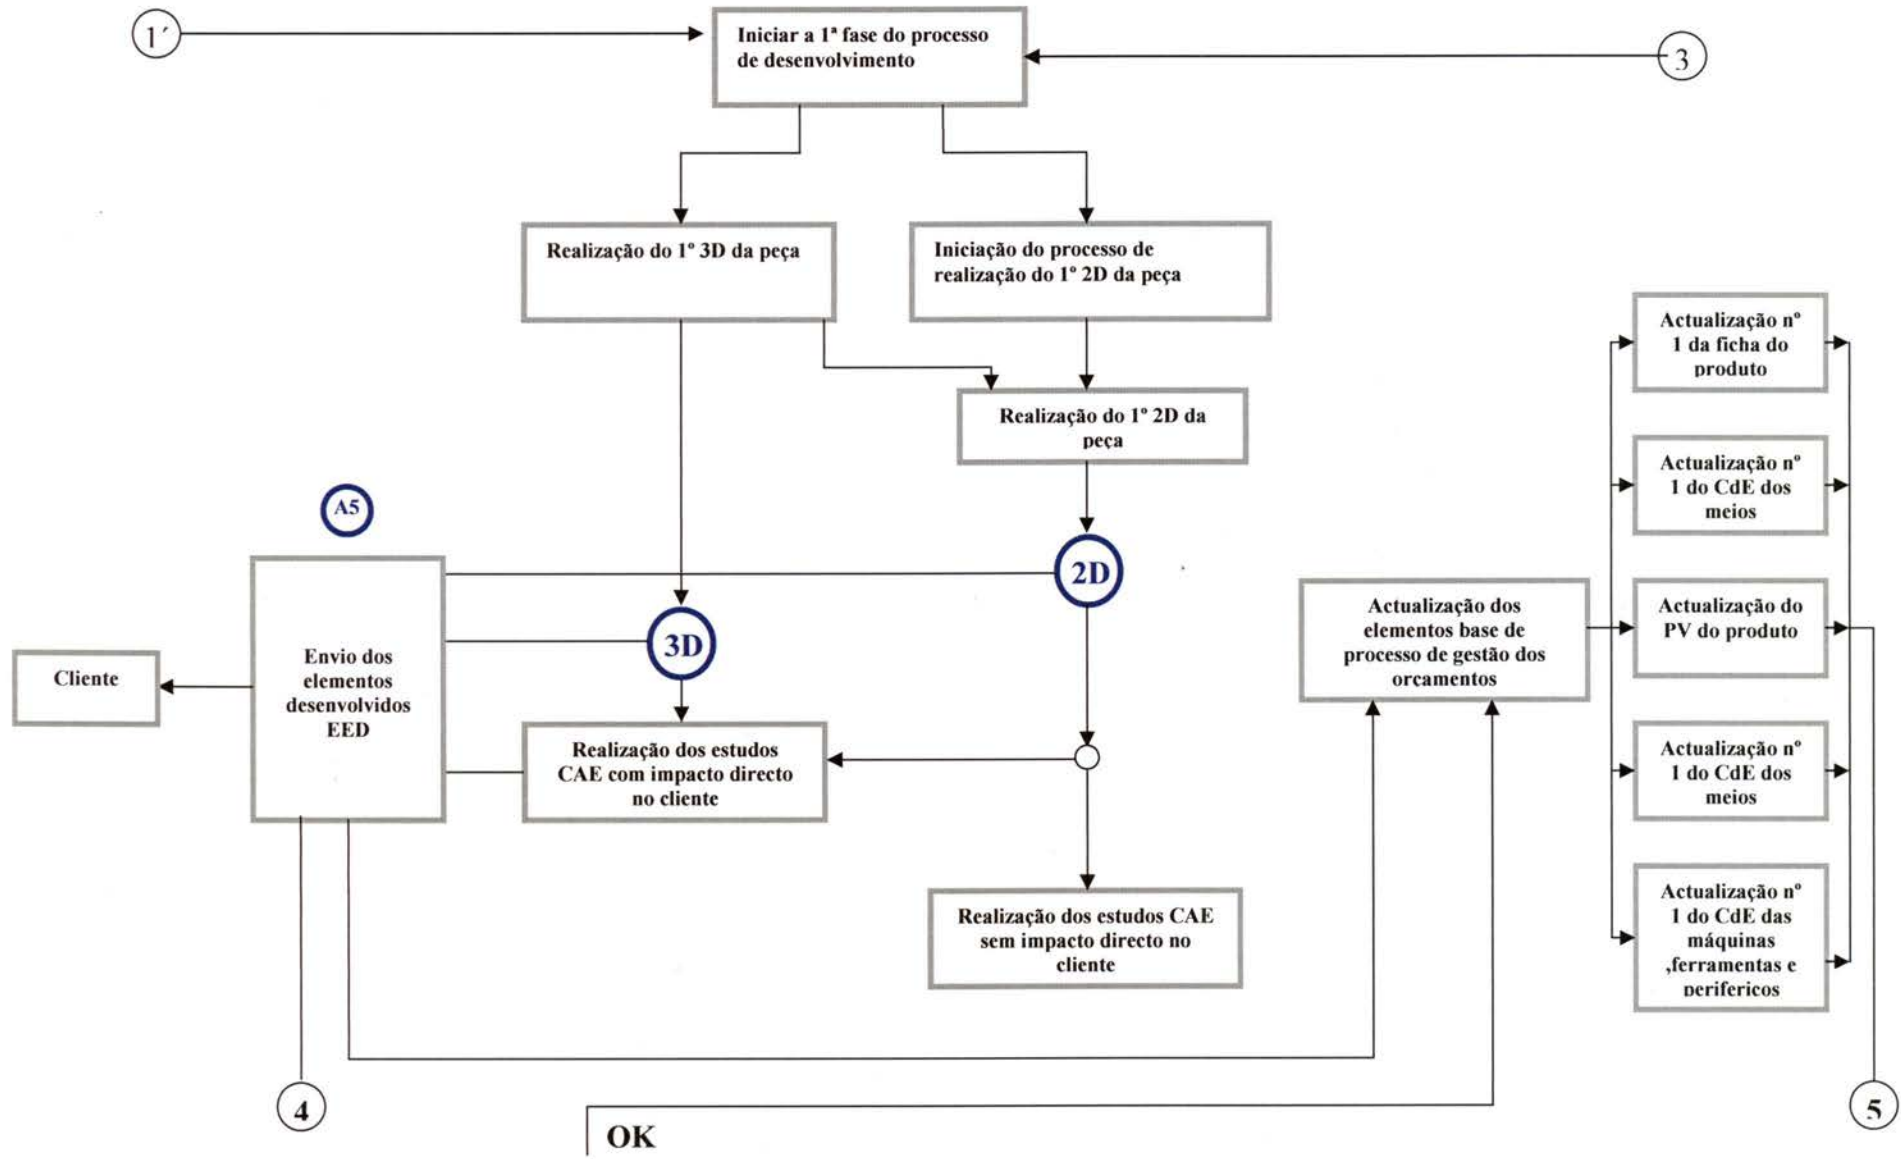 1´
Iniciar a 1ª fase do processo
de desenvolvimento
3
Realização do 1º 3D da peça
Iniciação do processo de
realização do 1º 2D da peça
Realização do 1º 2D da
peça
A5
2D
3D
Cliente
Envio dos
elementos
desenvolvidos
EED
Realização dos estudos
CAE com impacto directo
no cliente
Realização dos estudos CAE
sem impacto directo no
cliente
Actualização dos
elementos base de
processo de gestão dos
orçamentos
Actualização nº
1 da ficha do
produto
Actualização nº
1 do CdE dos
meios
Actualização do
PV do produto
Actualização nº
1 do CdE dos
meios
Actualização nº
1 do CdE das
máquinas
,ferramentas e
perifericos
4
OK
5